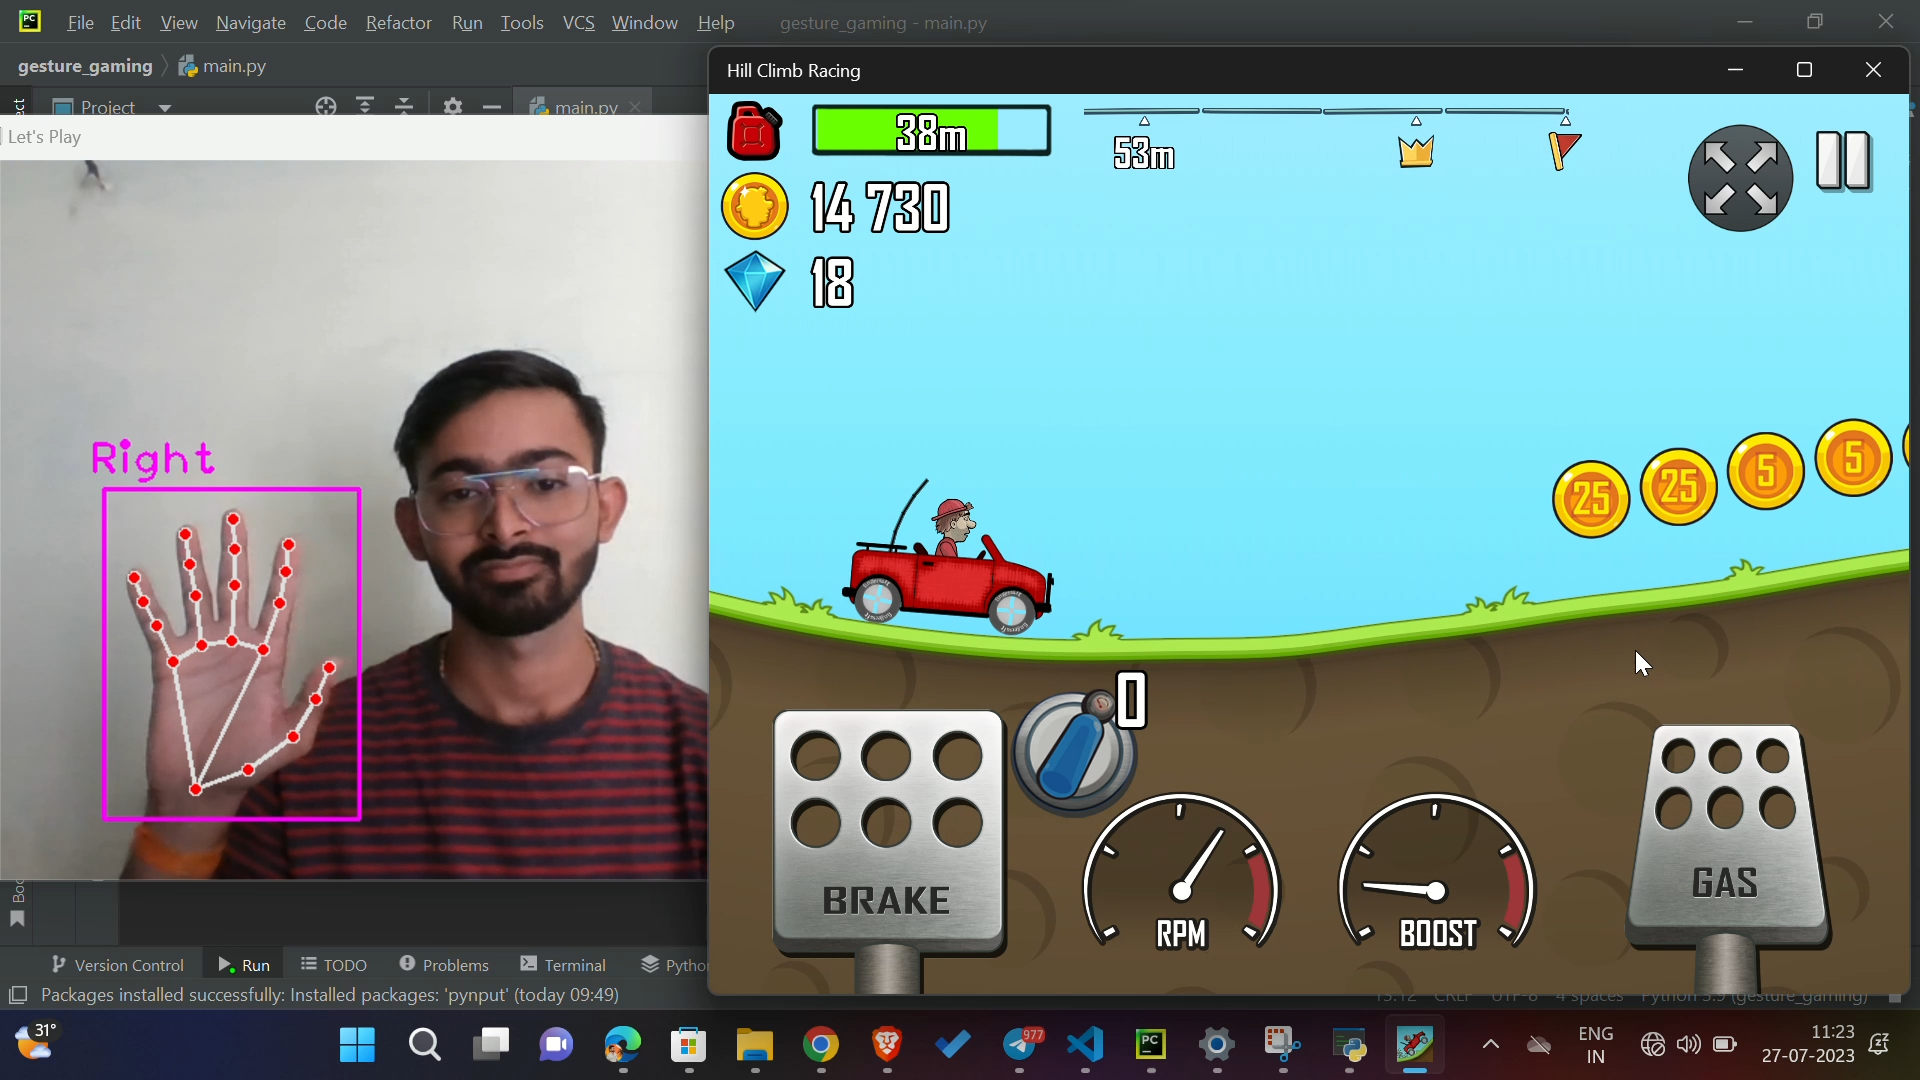 PC File Edit View Navigate Code Refactor Run Tools VCS Window Help gesture_gaming - main.py
gesture_gaming main.py
Project main.py
Let's Play
Right
Hill Climb Racing
38m
53m
14 730
18
25 25 5 5
0
BRAKE
RPM
BOOST
GAS
Version Control Run TODO Problems Terminal
Packages installed successfully: Installed packages: 'pynput' (today 09:49)
31°
977
PC
ENG
IN
11:23
27-07-2023